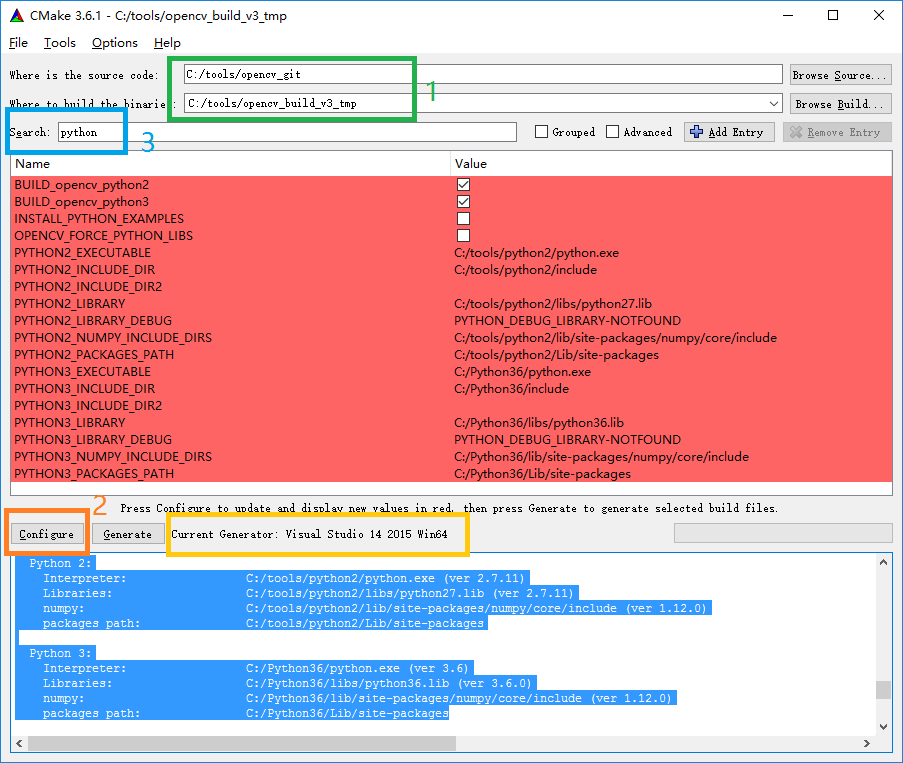 CMake 3.6.1 - C:/tools/opencv_build_v3_tmp
File Tools Options Help
Where is the source code: C:/tools/opencv_git Browse Source...
1
Where to build the binaries: C:/tools/opencv_build_v3_tmp Browse Build...
Search: python Grouped Advanced Add Entry Remove Entry
3
Name Value
BUILD_opencv_python2
BUILD_opencv_python3
INSTALL_PYTHON_EXAMPLES
OPENCV_FORCE_PYTHON_LIBS
PYTHON2_EXECUTABLE C:/tools/python2/python.exe
PYTHON2_INCLUDE_DIR C:/tools/python2/include
PYTHON2_INCLUDE_DIR2
PYTHON2_LIBRARY C:/tools/python2/libs/python27.lib
PYTHON2_LIBRARY_DEBUG PYTHON_DEBUG_LIBRARY-NOTFOUND
PYTHON2_NUMPY_INCLUDE_DIRS C:/tools/python2/lib/site-packages/numpy/core/include
PYTHON2_PACKAGES_PATH C:/tools/python2/Lib/site-packages
PYTHON3_EXECUTABLE C:/Python36/python.exe
PYTHON3_INCLUDE_DIR C:/Python36/include
PYTHON3_INCLUDE_DIR2
PYTHON3_LIBRARY C:/Python36/libs/python36.lib
PYTHON3_LIBRARY_DEBUG PYTHON_DEBUG_LIBRARY-NOTFOUND
PYTHON3_NUMPY_INCLUDE_DIRS C:/Python36/lib/site-packages/numpy/core/include
PYTHON3_PACKAGES_PATH C:/Python36/Lib/site-packages
2
Press Configure to update and display new values in red, then press Generate to generate selected build files.
Configure Generate Current Generator: Visual Studio 14 2015 Win64
Python 2:
Interpreter: C:/tools/python2/python.exe (ver 2.7.11)
Libraries: C:/tools/python2/libs/python27.lib (ver 2.7.11)
numpy: C:/tools/python2/lib/site-packages/numpy/core/include (ver 1.12.0)
packages path: C:/tools/python2/Lib/site-packages
Python 3:
Interpreter: C:/Python36/python.exe (ver 3.6)
Libraries: C:/Python36/libs/python36.lib (ver 3.6.0)
numpy: C:/Python36/lib/site-packages/numpy/core/include (ver 1.12.0)
packages path: C:/Python36/Lib/site-packages